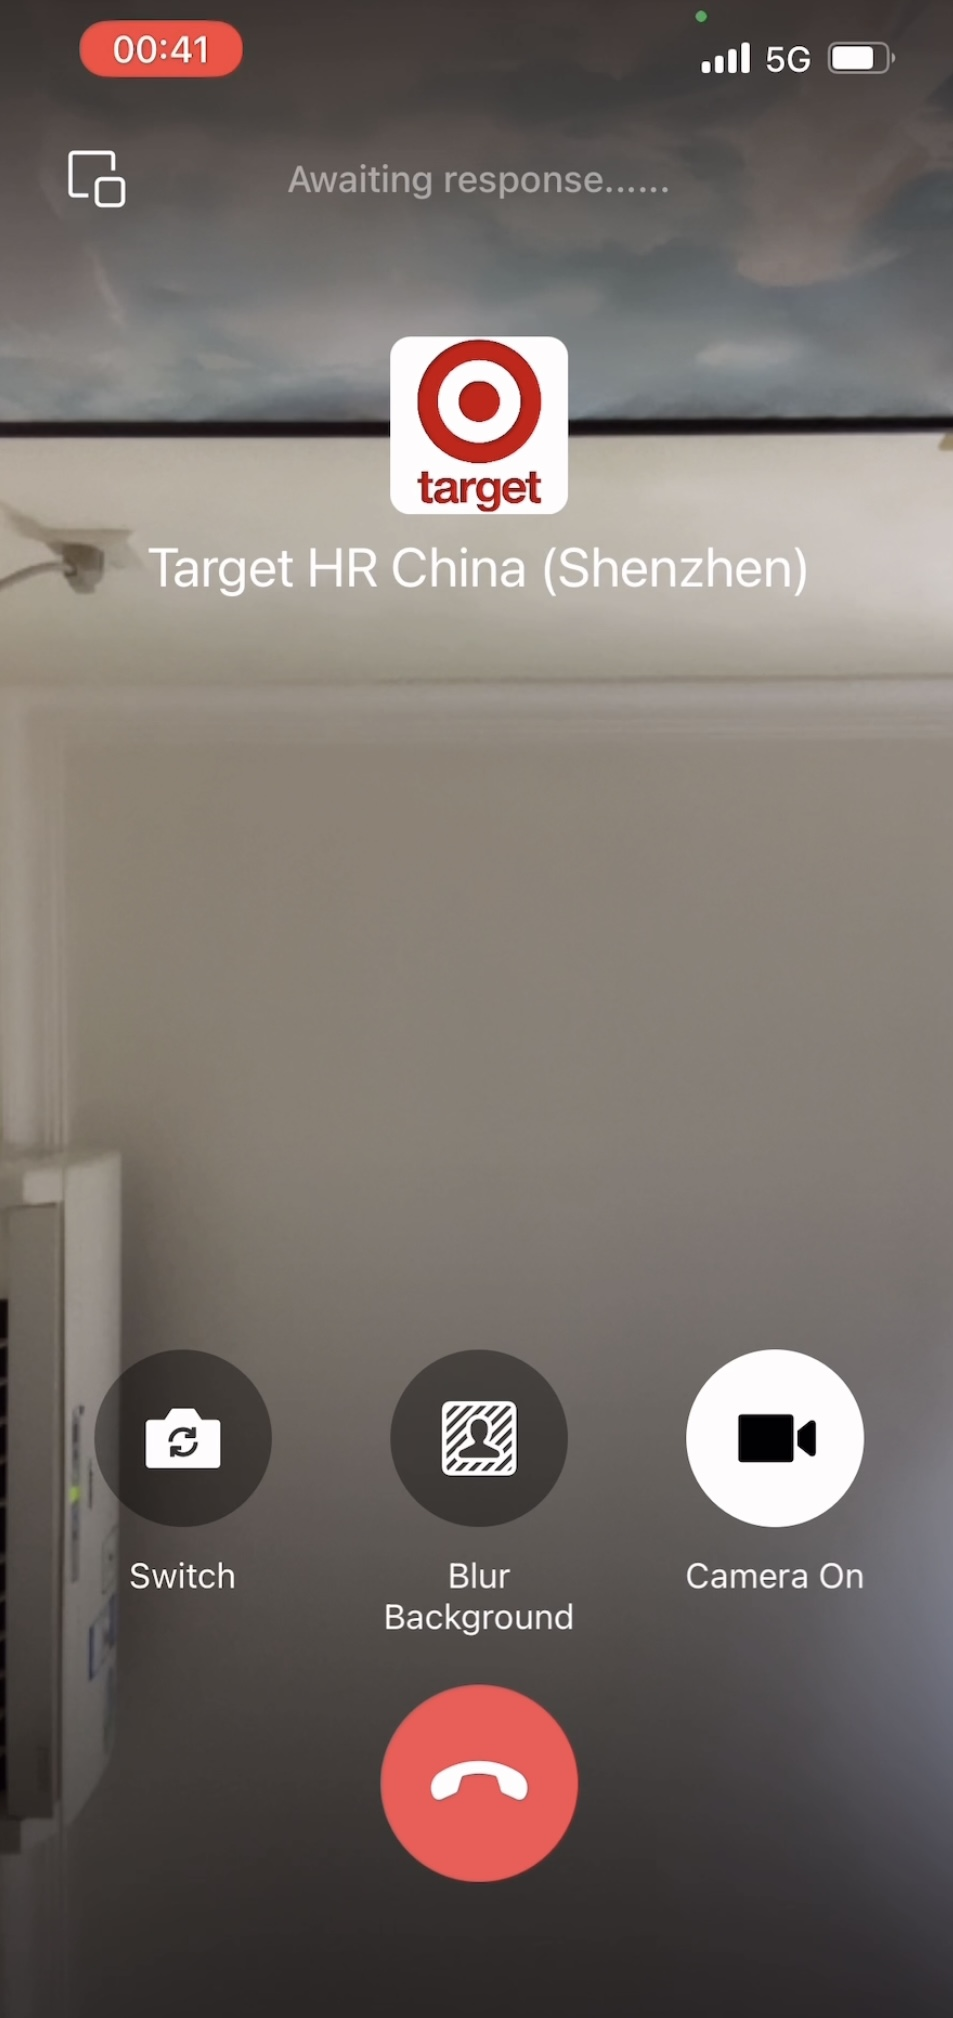 00:41
5G
Awaiting response......
target
Target HR China (Shenzhen)
Switch
Blur
Background
Camera On